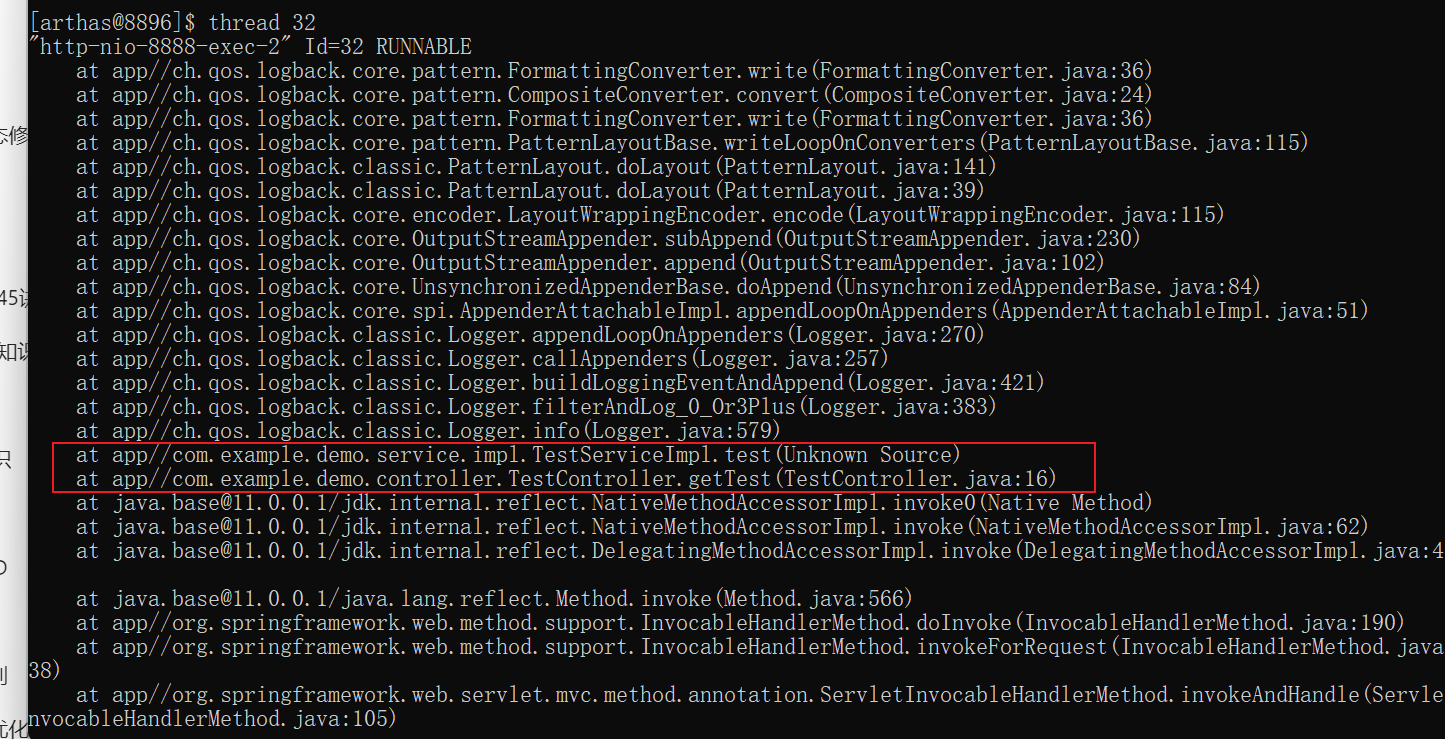 [arthas@8896]$ thread 32
"http-nio-8888-exec-2" Id=32 RUNNABLE
at app//ch.qos.logback.core.pattern.FormattingConverter.write(FormattingConverter.java:36)
at app//ch.qos.logback.core.pattern.CompositeConverter.convert(CompositeConverter.java:24)
at app//ch.qos.logback.core.pattern.FormattingConverter.write(FormattingConverter.java:36)
at app//ch.qos.logback.core.pattern.PatternLayoutBase.writeLoopOnConverters(PatternLayoutBase.java:115)
at app//ch.qos.logback.classic.PatternLayout.doLayout(PatternLayout.java:141)
at app//ch.qos.logback.classic.PatternLayout.doLayout(PatternLayout.java:39)
at app//ch.qos.logback.core.encoder.LayoutWrappingEncoder.encode(LayoutWrappingEncoder.java:115)
at app//ch.qos.logback.core.OutputStreamAppender.subAppend(OutputStreamAppender.java:230)
at app//ch.qos.logback.core.OutputStreamAppender.append(OutputStreamAppender.java:102)
at app//ch.qos.logback.core.UnsynchronizedAppenderBase.doAppend(UnsynchronizedAppenderBase.java:84)
at app//ch.qos.logback.core.spi.AppenderAttachableImpl.appendLoopOnAppenders(AppenderAttachableImpl.java:51)
at app//ch.qos.logback.classic.Logger.appendLoopOnAppenders(Logger.java:270)
at app//ch.qos.logback.classic.Logger.callAppenders(Logger.java:257)
at app//ch.qos.logback.classic.Logger.buildLoggingEventAndAppend(Logger.java:421)
at app//ch.qos.logback.classic.Logger.filterAndLog_0_Or3Plus(Logger.java:383)
at app//ch.qos.logback.classic.Logger.info(Logger.java:579)
at app//com.example.demo.service.impl.TestServiceImpl.test(Unknown Source)
at app//com.example.demo.controller.TestController.getTest(TestController.java:16)
at java.base@11.0.0.1/jdk.internal.reflect.NativeMethodAccessorImpl.invoke0(Native Method)
at java.base@11.0.0.1/jdk.internal.reflect.NativeMethodAccessorImpl.invoke(NativeMethodAccessorImpl.java:62)
at java.base@11.0.0.1/jdk.internal.reflect.DelegatingMethodAccessorImpl.invoke(DelegatingMethodAccessorImpl.java:4
at java.base@11.0.0.1/java.lang.reflect.Method.invoke(Method.java:566)
at app//org.springframework.web.method.support.InvocableHandlerMethod.doInvoke(InvocableHandlerMethod.java:190)
at app//org.springframework.web.method.support.InvocableHandlerMethod.invokeForRequest(InvocableHandlerMethod.java
38)
at app//org.springframework.web.servlet.mvc.method.annotation.ServletInvocableHandlerMethod.invokeAndHandle(Servle
nvocableHandlerMethod.java:105)